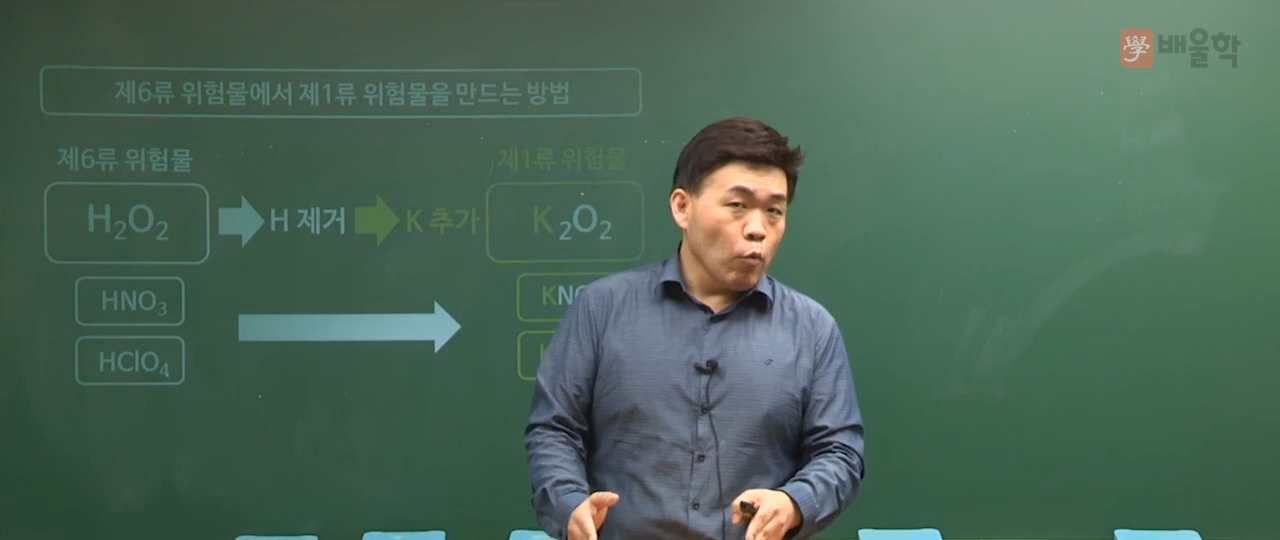 學 배울학
제6류 위험물에서 제1류 위험물을 만드는 방법
제6류 위험물
제1류 위험물
H₂O₂
H 제거
K 추가
K₂O₂
HNO₃
KN
HClO₄